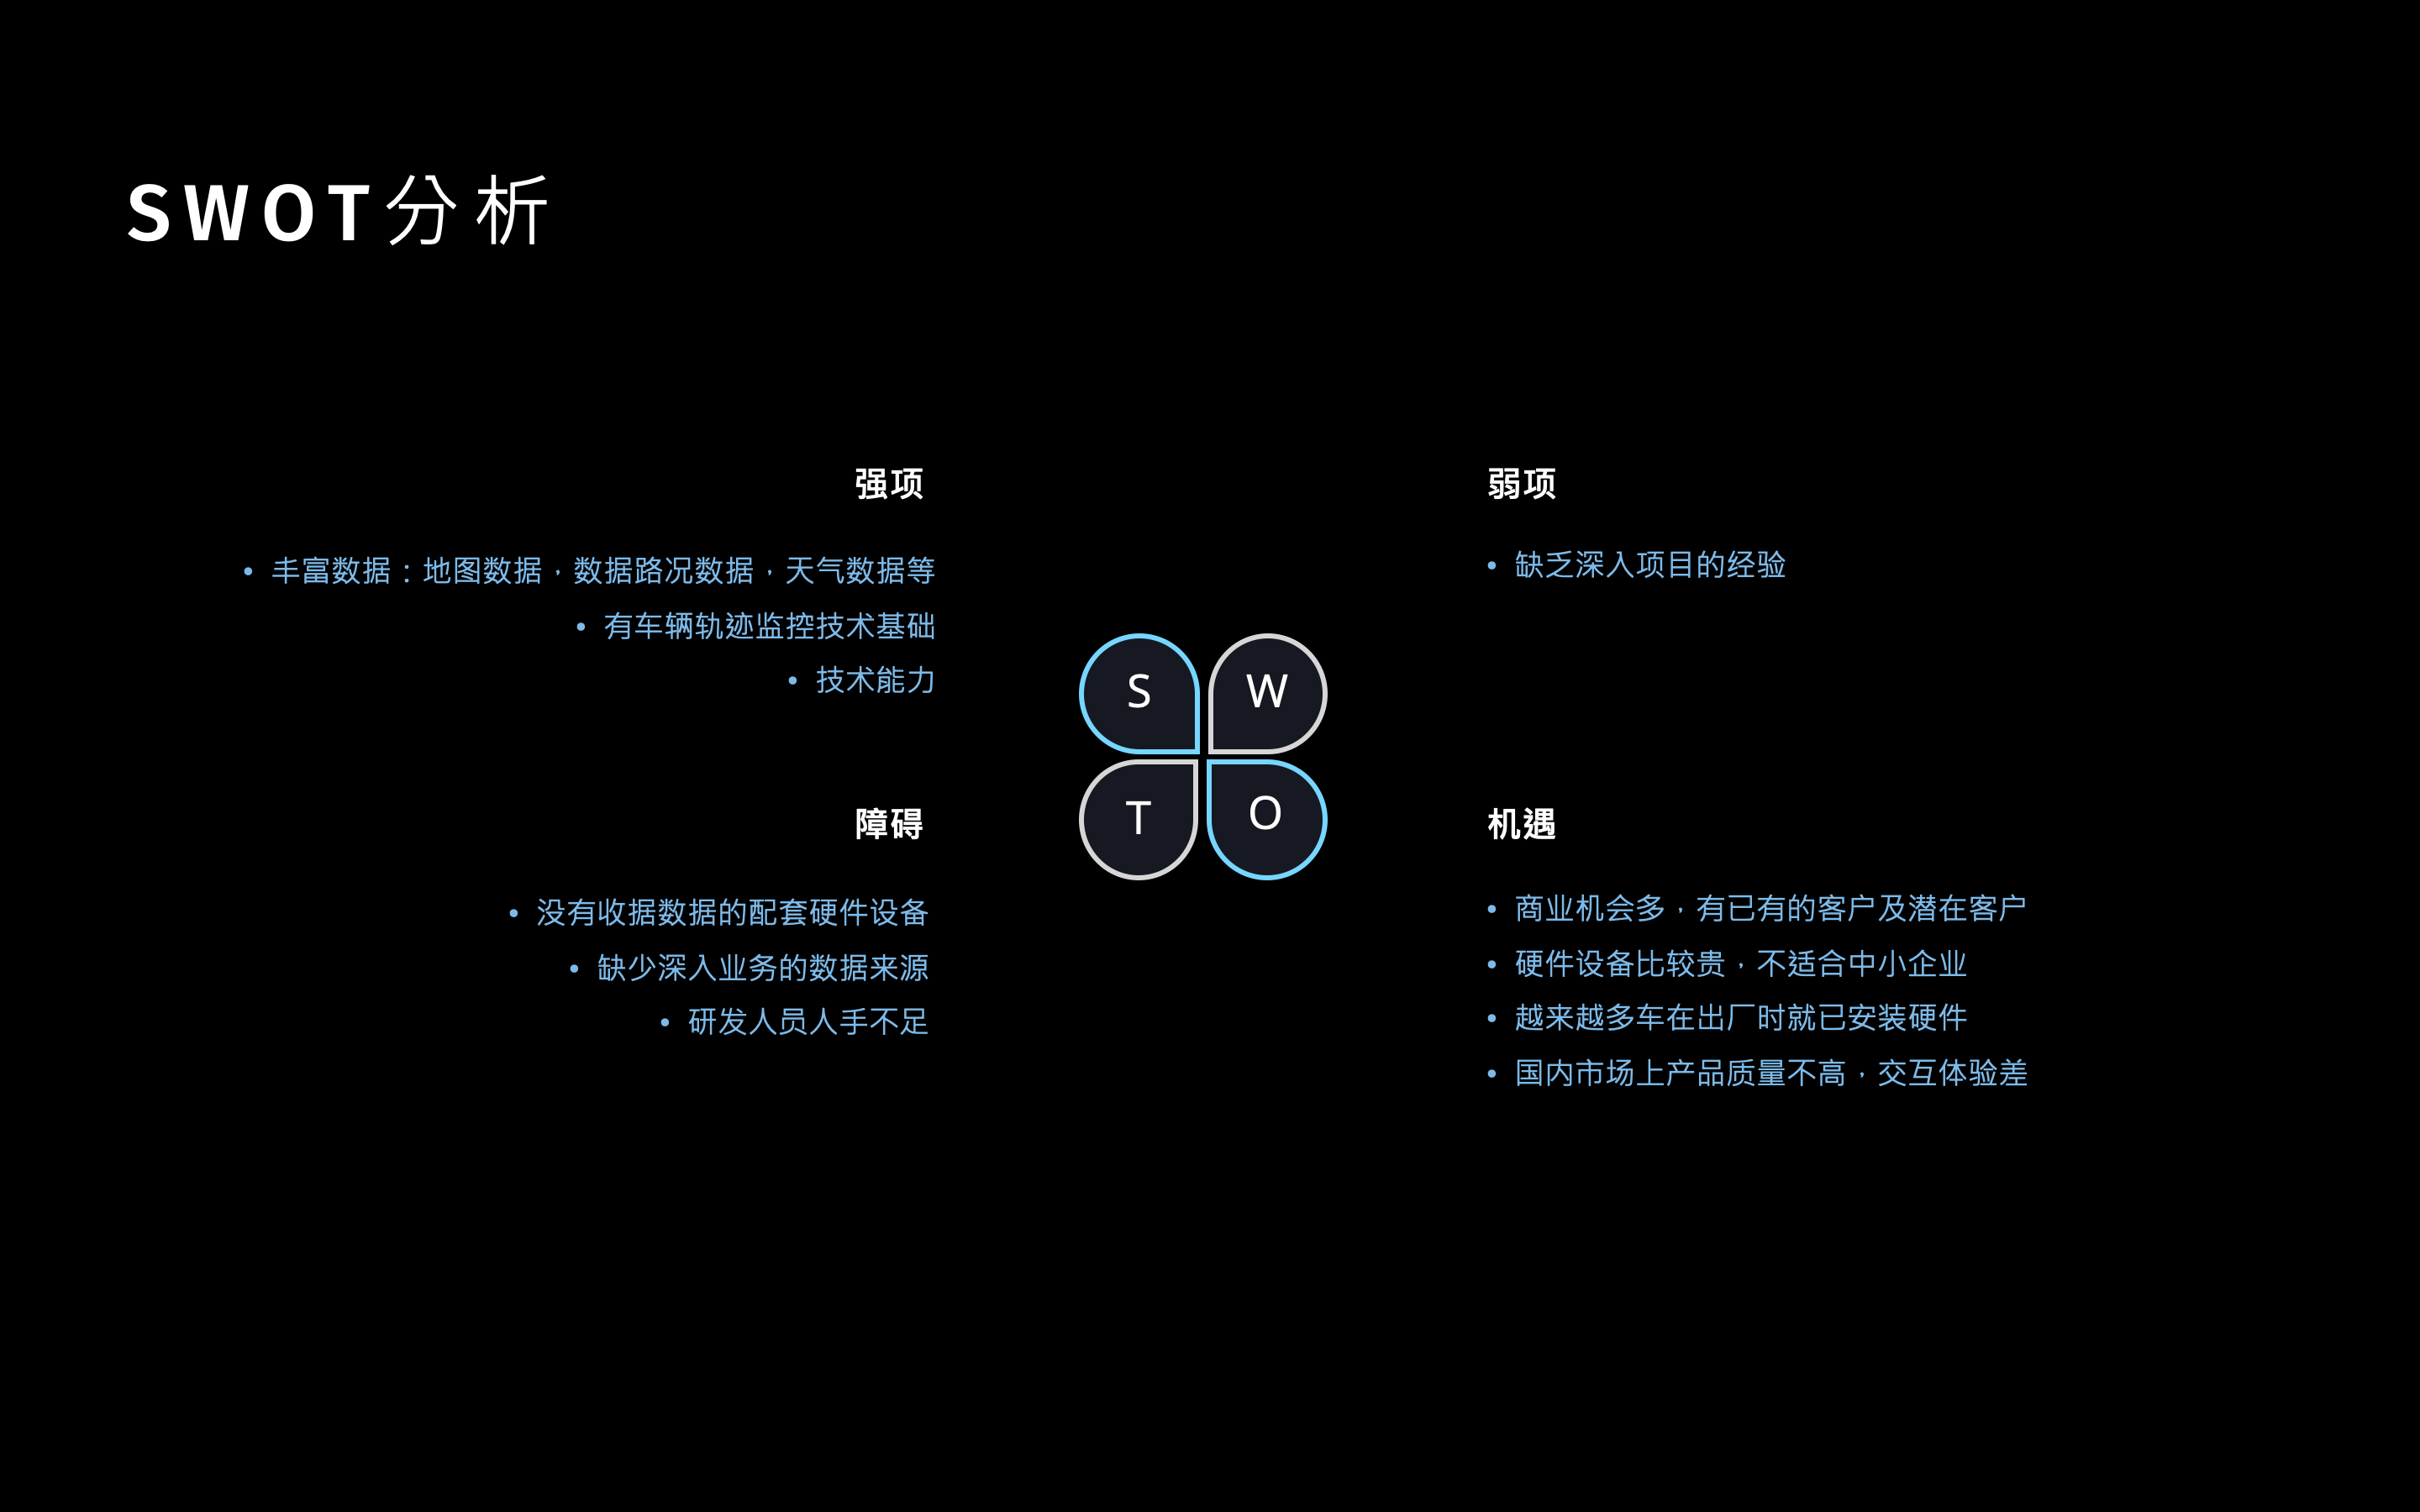 SWOT分析
强项
• 丰富数据：地图数据，数据路况数据，天气数据等
• 有车辆轨迹监控技术基础
• 技术能力
弱项
• 缺乏深入项目的经验
S
W
T
O
障碍
• 没有收据数据的配套硬件设备
• 缺少深入业务的数据来源
• 研发人员人手不足
机遇
• 商业机会多，有已有的客户及潜在客户
• 硬件设备比较贵，不适合中小企业
• 越来越多车在出厂时就已安装硬件
• 国内市场上产品质量不高，交互体验差